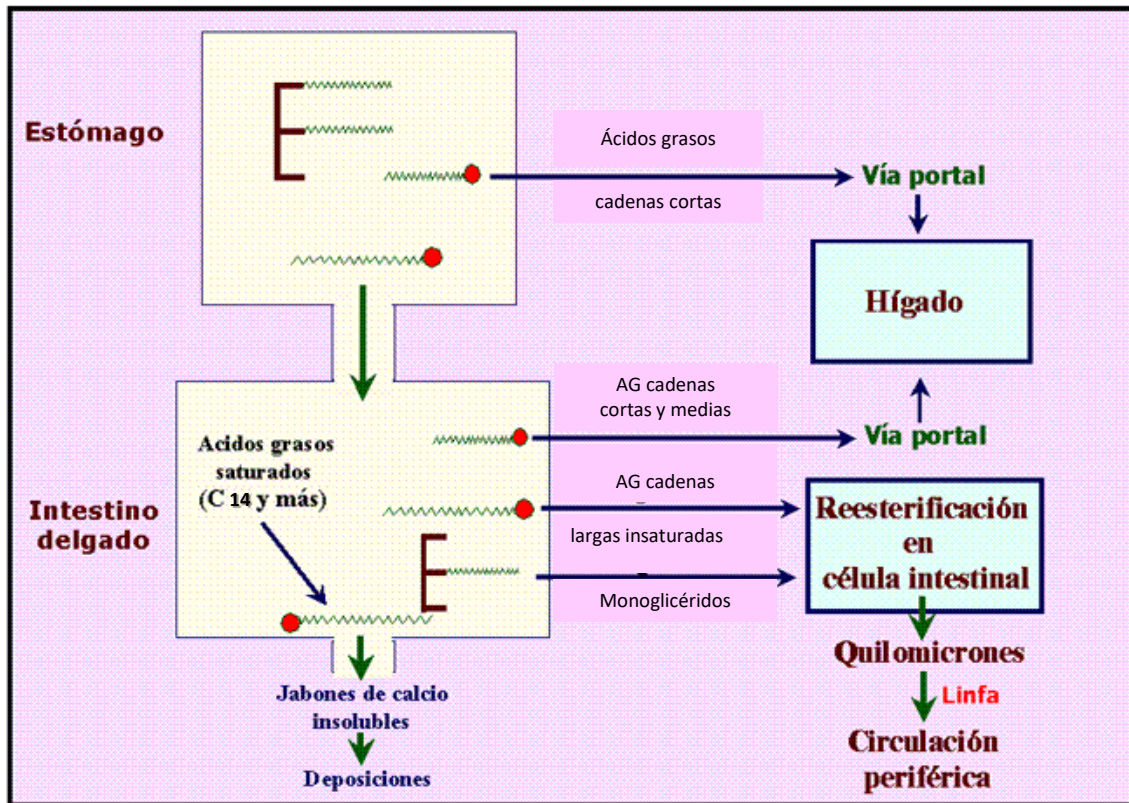 Estómago
Ácidos grasos
cadenas cortas
Vía portal
Hígado
AG cadenas
cortas y medias
Vía portal
Intestino
delgado
Acidos grasos
saturados
(C 14 y más)
AG cadenas
largas insaturadas
Monoglicéridos
Reesterificación
en
célula intestinal
Quilomicrones
Linfa
Circulación
periférica
Jabones de calcio
insolubles
Deposiciones